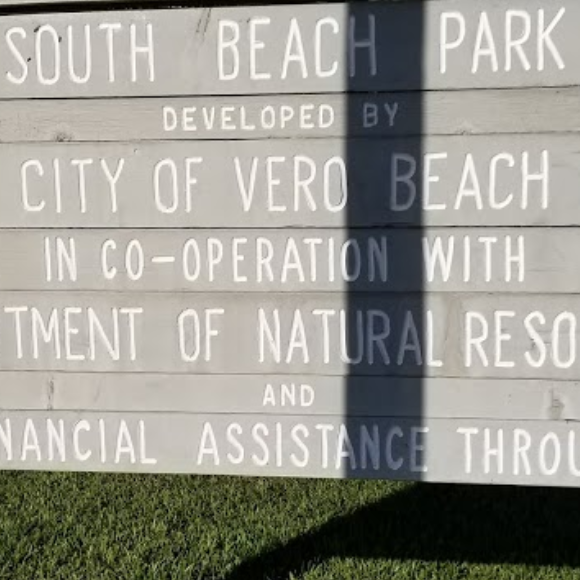 SOUTH BEACH PARK
DEVELOPED BY
CITY OF VERO BEACH
IN CO-OPERATION WITH
TMENT OF NATURAL RESO
AND
NANCIAL ASSISTANCE THROU